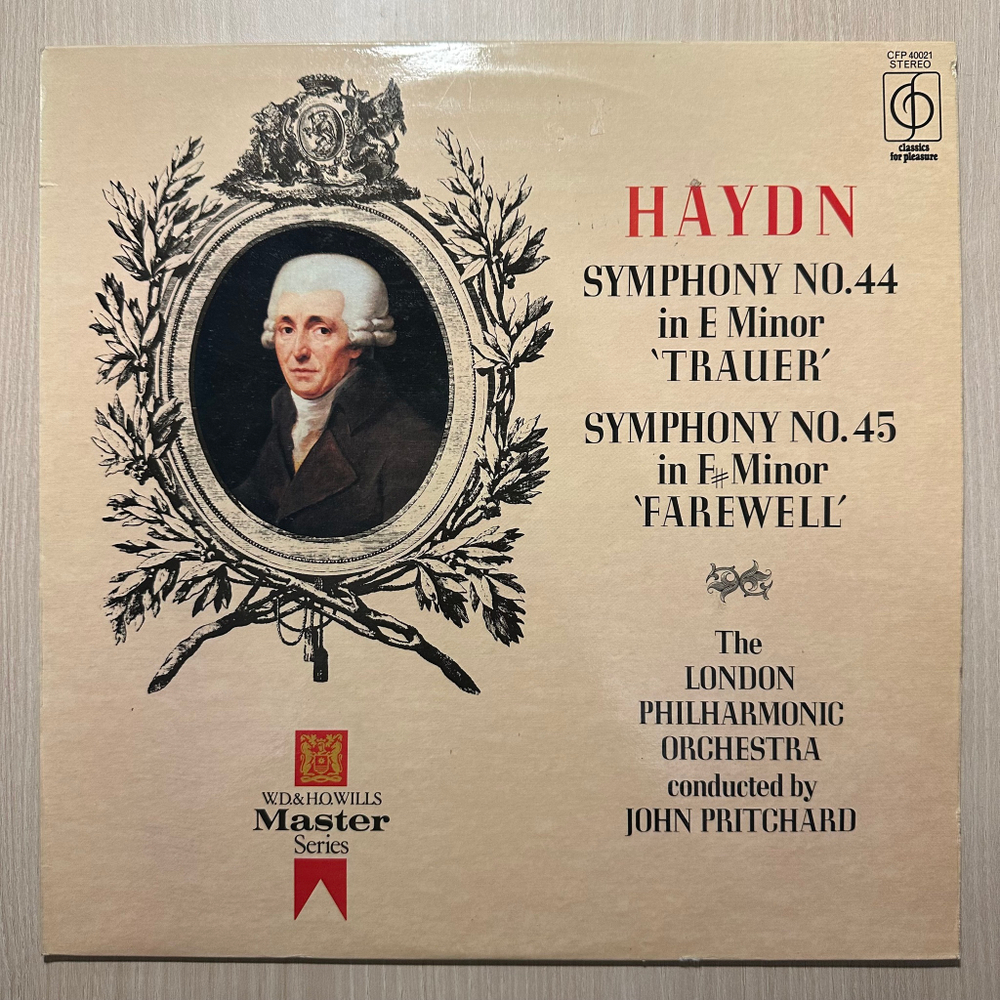 CFP 40021
STEREO
classics
for pleasure
HAYDN
SYMPHONY NO.44
in E Minor
‘TRAUER’
SYMPHONY NO.45
in F♯ Minor
‘FAREWELL’
The
LONDON
PHILHARMONIC
ORCHESTRA
conducted by
JOHN PRITCHARD
W.D.&H.O.WILLS
Master
Series